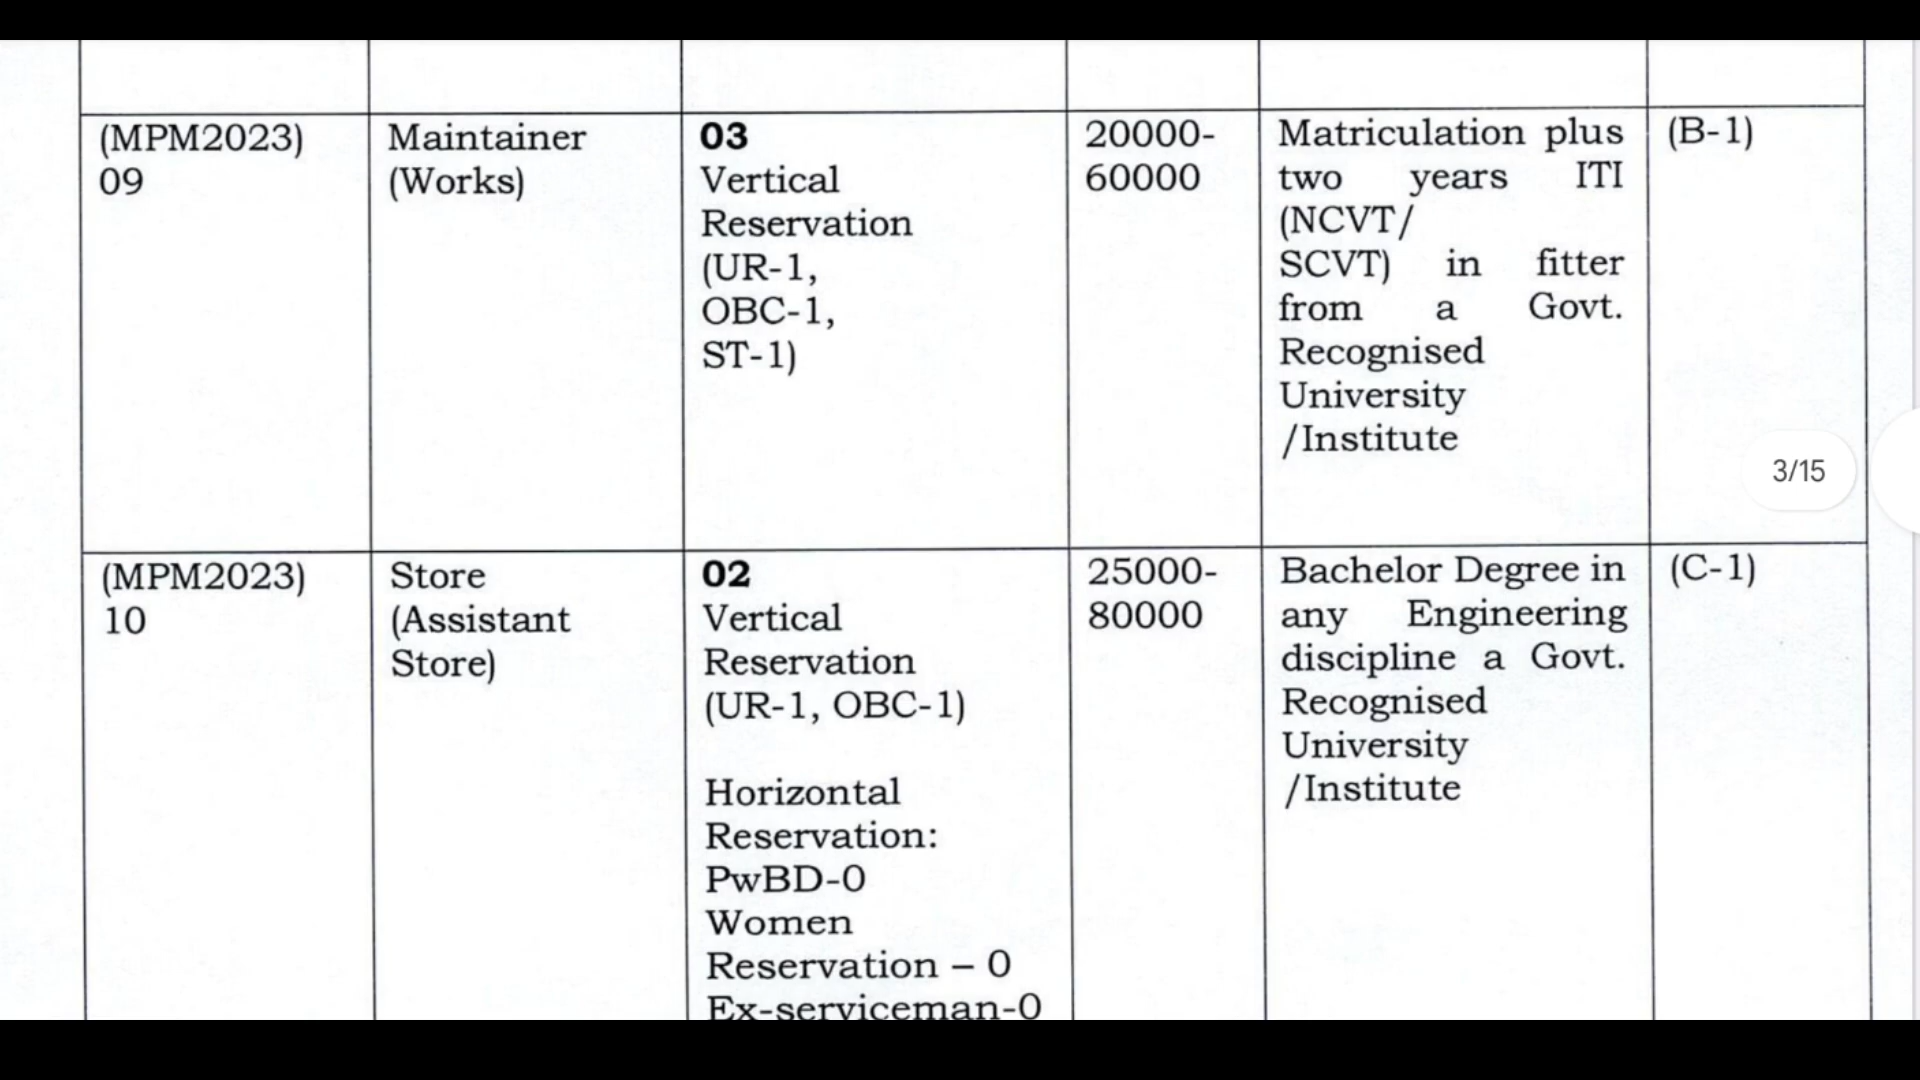 (MPM2023)
09
Maintainer
(Works)
03
Vertical
Reservation
(UR-1,
OBC-1,
ST-1)
20000-
60000
Matriculation plus
two years ITI
(NCVT/
SCVT) in fitter
from a Govt.
Recognised
University
/Institute
(B-1)
3/15
(MPM2023)
10
Store
(Assistant
Store)
02
Vertical
Reservation
(UR-1, OBC-1)
Horizontal
Reservation:
PwBD-0
Women
Reservation – 0
Ex-serviceman-0
25000-
80000
Bachelor Degree in
any Engineering
discipline a Govt.
Recognised
University
/Institute
(C-1)